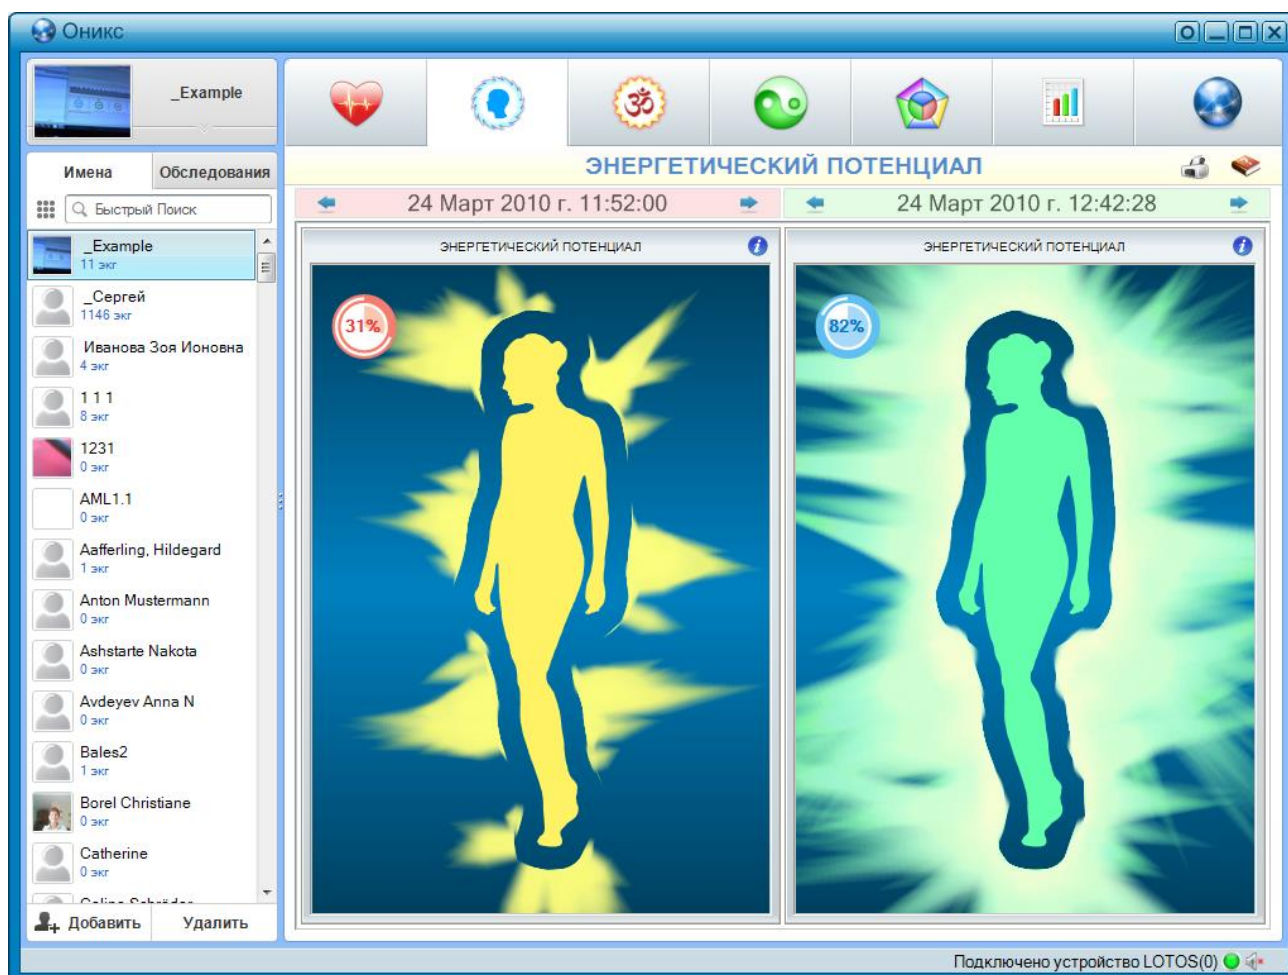 Оникс
_Example
Имена
Обследования
Быстрый Поиск
_Example
11 экг
_Сергей
1146 экг
Иванова Зоя Ионовна
4 экг
1 1 1
8 экг
1231
0 экг
AML1.1
0 экг
Aafferling, Hildegard
1 экг
Anton Mustermann
0 экг
Ashstarte Nakota
0 экг
Avdeyev Anna N
0 экг
Bales2
1 экг
Borel Christiane
0 экг
Catherine
0 экг
Добавить
Удалить
ЭНЕРГЕТИЧЕСКИЙ ПОТЕНЦИАЛ
24 Март 2010 г. 11:52:00
24 Март 2010 г. 12:42:28
ЭНЕРГЕТИЧЕСКИЙ ПОТЕНЦИАЛ
31%
ЭНЕРГЕТИЧЕСКИЙ ПОТЕНЦИАЛ
82%
Подключено устройство LOTOS(0)